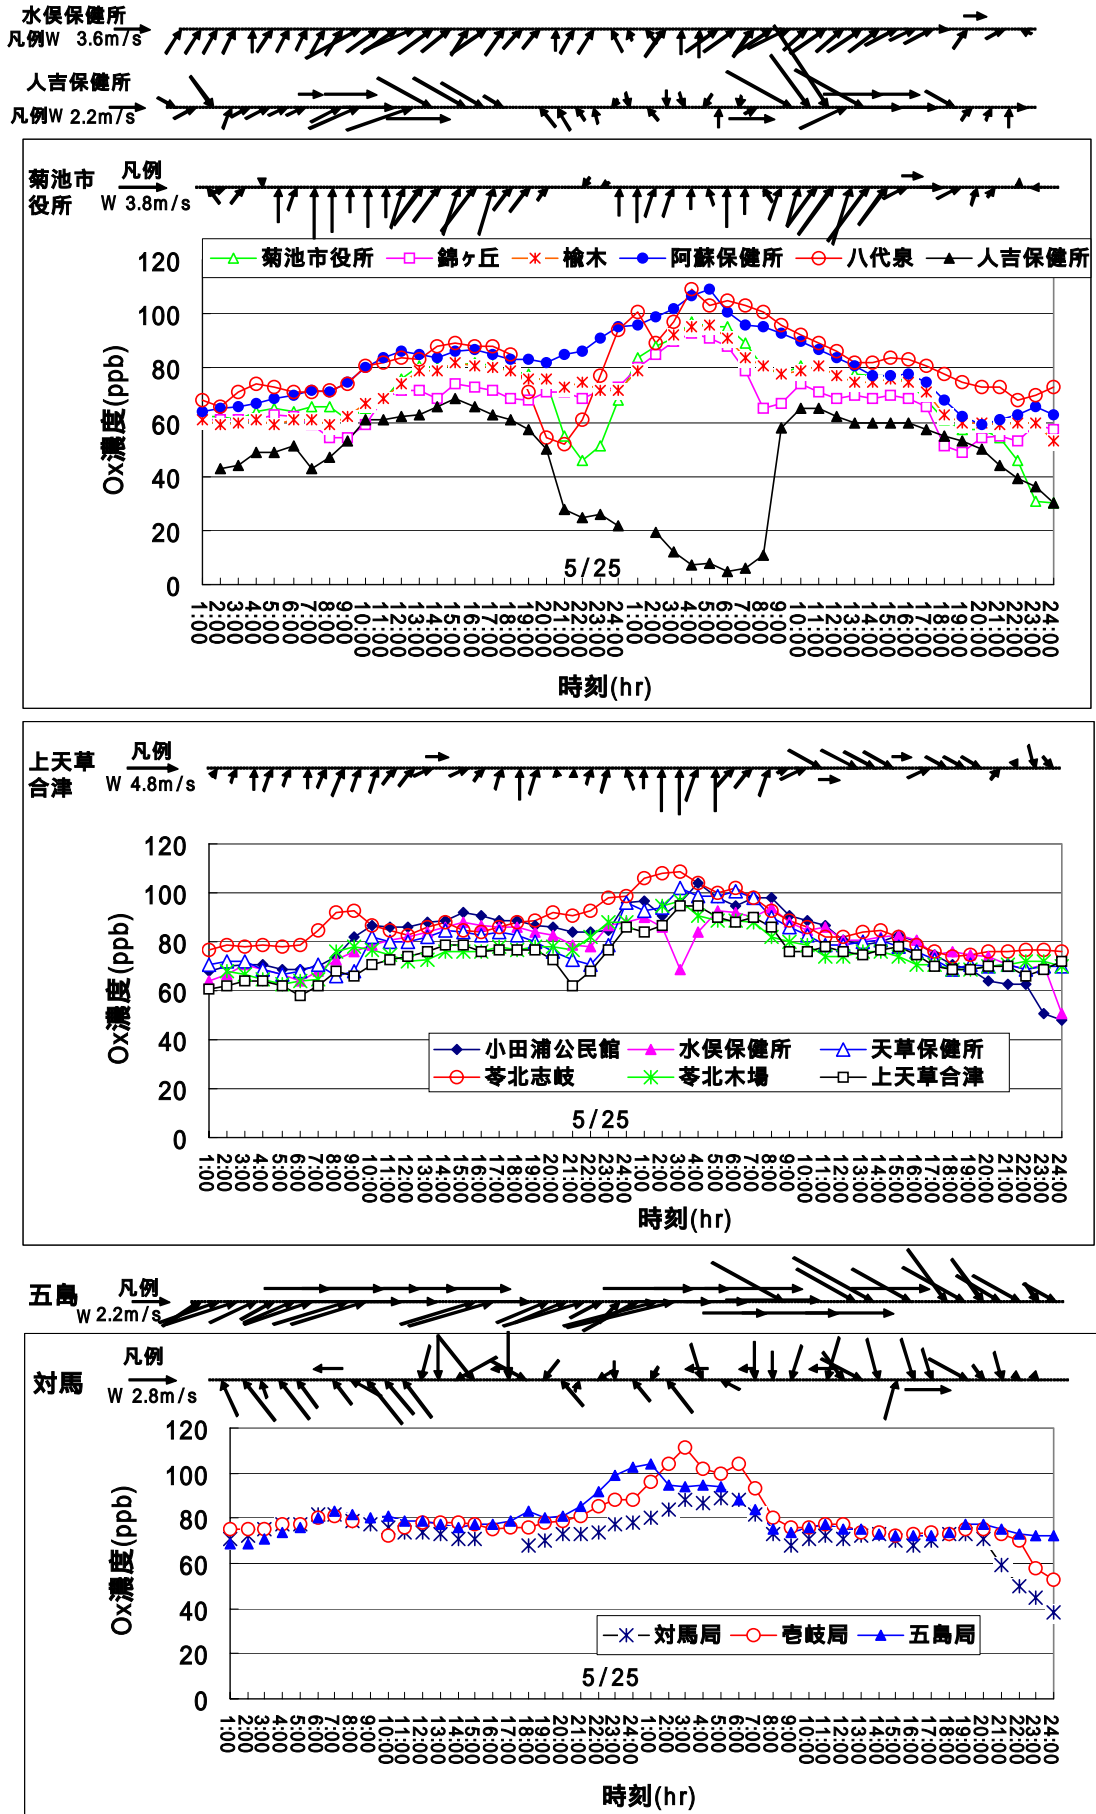 水俣保健所
凡例W 3.6m/s
人吉保健所
凡例W 2.2m/s
菊池市
役所
凡例
W 3.8m/s
菊池市役所 錦ヶ丘 楡木 阿蘇保健所 八代泉 人吉保健所
120
100
80
60
40
20
0
Ox濃度(ppb)
5/25
1:00 2:00 3:00 4:00 5:00 6:00 7:00 8:00 9:00 10:00 11:00 12:00 13:00 14:00 15:00 16:00 17:00 18:00 19:00 20:00 21:00 22:00 23:00 24:00 1:00 2:00 3:00 4:00 5:00 6:00 7:00 8:00 9:00 10:00 11:00 12:00 13:00 14:00 15:00 16:00 17:00 18:00 19:00 20:00 21:00 22:00 23:00 24:00
時刻(hr)
上天草
合津
凡例
W 4.8m/s
120
100
80
60
40
20
0
Ox濃度(ppb)
小田浦公民館 水俣保健所 天草保健所
苓北志岐 苓北木場 上天草合津
5/25
1:00 2:00 3:00 4:00 5:00 6:00 7:00 8:00 9:00 10:00 11:00 12:00 13:00 14:00 15:00 16:00 17:00 18:00 19:00 20:00 21:00 22:00 23:00 24:00 1:00 2:00 3:00 4:00 5:00 6:00 7:00 8:00 9:00 10:00 11:00 12:00 13:00 14:00 15:00 16:00 17:00 18:00 19:00 20:00 21:00 22:00 23:00 24:00
時刻(hr)
五島
凡例
W 2.2m/s
対馬
凡例
W 2.8m/s
120
100
80
60
40
20
0
Ox濃度(ppb)
対馬局 壱岐局 五島局
5/25
1:00 2:00 3:00 4:00 5:00 6:00 7:00 8:00 9:00 10:00 11:00 12:00 13:00 14:00 15:00 16:00 17:00 18:00 19:00 20:00 21:00 22:00 23:00 24:00 1:00 2:00 3:00 4:00 5:00 6:00 7:00 8:00 9:00 10:00 11:00 12:00 13:00 14:00 15:00 16:00 17:00 18:00 19:00 20:00 21:00 22:00 23:00 24:00
時刻(hr)